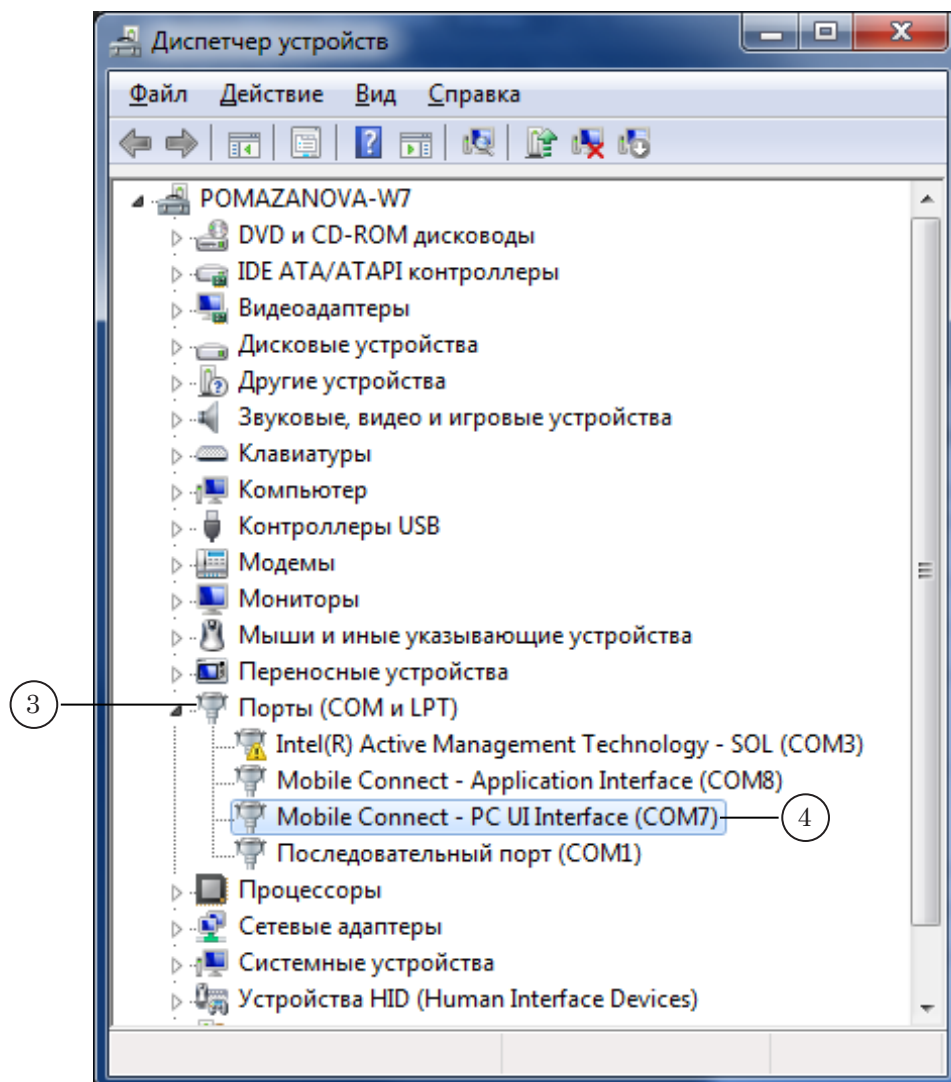 Диспетчер устройств
Файл Действие Вид Справка
POMAZANOVA-W7
DVD и CD-ROM дисководы
IDE ATA/ATAPI контроллеры
Видеоадаптеры
Дисковые устройства
Другие устройства
Звуковые, видео и игровые устройства
Клавиатуры
Компьютер
Контроллеры USB
Модемы
Мониторы
Мыши и иные указывающие устройства
Переносные устройства
3 Порты (COM и LPT)
Intel(R) Active Management Technology - SOL (COM3)
Mobile Connect - Application Interface (COM8)
Mobile Connect - PC UI Interface (COM7) 4
Последовательный порт (COM1)
Процессоры
Сетевые адаптеры
Системные устройства
Устройства HID (Human Interface Devices)